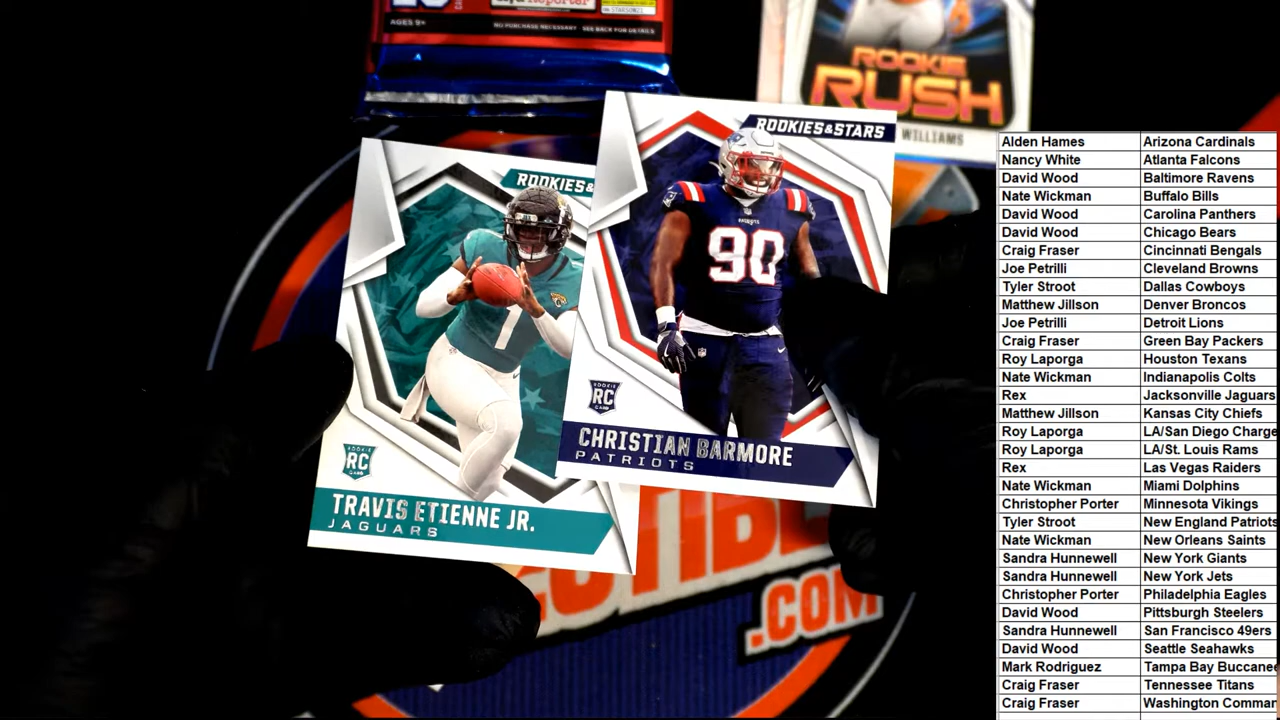 Reporter
AGES 9+
NO PURCHASE NECESSARY SEE BACK FOR DETAILS
ROOKIE
RUSH
WILLIAMS
ROOKIES&STARS
90
ROOKIE
RC
CARD
CHRISTIAN BARMORE
PATRIOTS
ROOKIES&
1
ROOKIE
RC
CARD
TRAVIS ETIENNE JR.
JAGUARS
.COM
Alden Hames Arizona Cardinals
Nancy White Atlanta Falcons
David Wood Baltimore Ravens
Nate Wickman Buffalo Bills
David Wood Carolina Panthers
David Wood Chicago Bears
Craig Fraser Cincinnati Bengals
Joe Petrilli Cleveland Browns
Tyler Stroot Dallas Cowboys
Matthew Jillson Denver Broncos
Joe Petrilli Detroit Lions
Craig Fraser Green Bay Packers
Roy Laporga Houston Texans
Nate Wickman Indianapolis Colts
Rex Jacksonville Jaguars
Matthew Jillson Kansas City Chiefs
Roy Laporga LA/San Diego Charge
Roy Laporga LA/St. Louis Rams
Rex Las Vegas Raiders
Nate Wickman Miami Dolphins
Christopher Porter Minnesota Vikings
Tyler Stroot New England Patriots
Nate Wickman New Orleans Saints
Sandra Hunnewell New York Giants
Sandra Hunnewell New York Jets
Christopher Porter Philadelphia Eagles
David Wood Pittsburgh Steelers
Sandra Hunnewell San Francisco 49ers
David Wood Seattle Seahawks
Mark Rodriguez Tampa Bay Buccanee
Craig Fraser Tennessee Titans
Craig Fraser Washington Comman